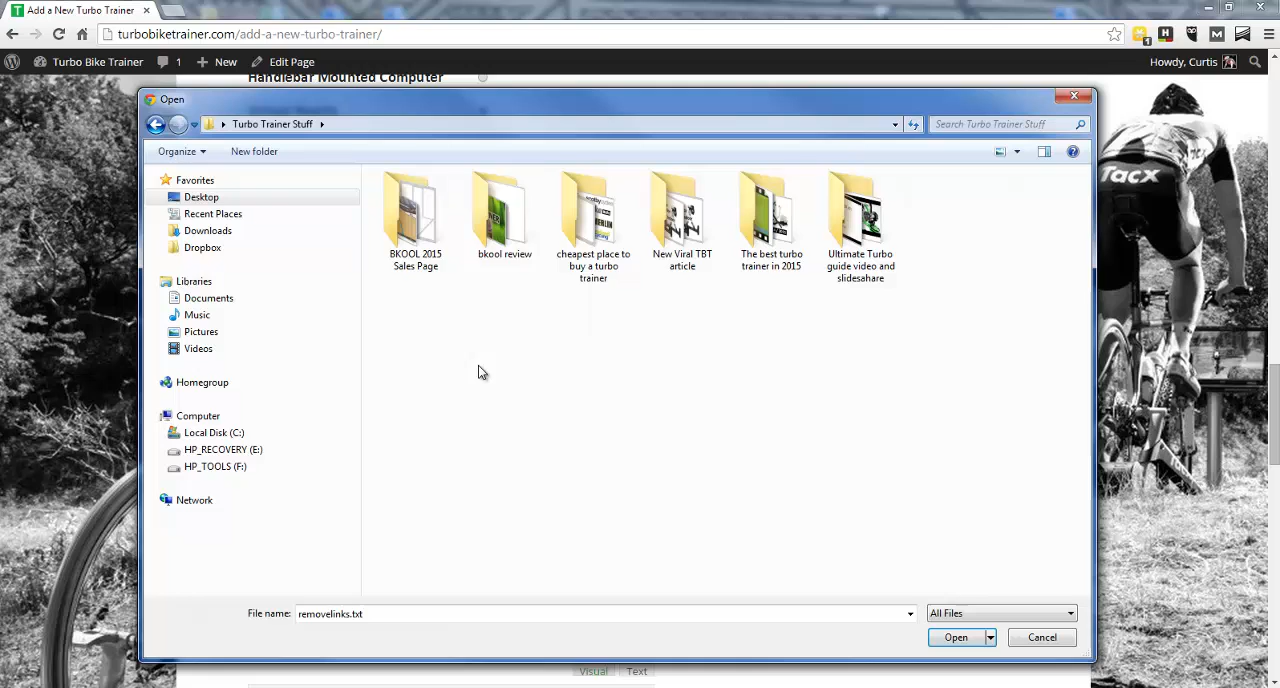 Add a New Turbo Trainer
turbobiketrainer.com/add-a-new-turbo-trainer/
Turbo Bike Trainer 1 New Edit Page Howdy, Curtis
Handlebar Mounted Computer
Open
Turbo Trainer Stuff
Search Turbo Trainer Stuff
Organize New folder
Favorites
Desktop
Recent Places
Downloads
Dropbox
Libraries
Documents
Music
Pictures
Videos
Homegroup
Computer
Local Disk (C:)
HP_RECOVERY (E:)
HP_TOOLS (F:)
Network
BKOOL 2015
Sales Page
bkool review
cheapest place to
buy a turbo
trainer
New Viral TBT
article
The best turbo
trainer in 2015
Ultimate Turbo
guide video and
slidesahare
File name: removelinks.txt All Files
Open Cancel
Visual Text
Tacx